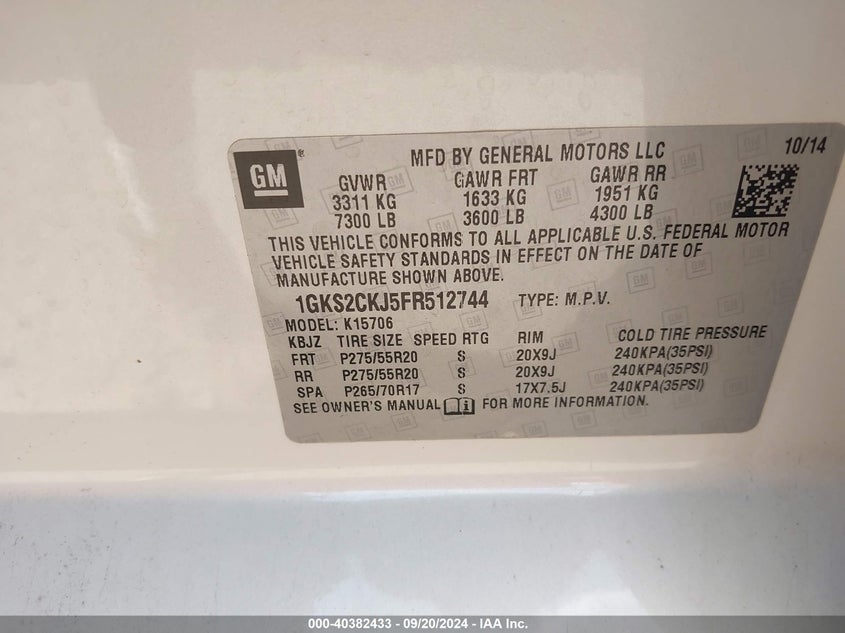 GM ®
MFD BY GENERAL MOTORS LLC 10/14
GVWR GAWR FRT GAWR RR
3311 KG 1633 KG 1951 KG
7300 LB 3600 LB 4300 LB
THIS VEHICLE CONFORMS TO ALL APPLICABLE U.S. FEDERAL MOTOR
VEHICLE SAFETY STANDARDS IN EFFECT ON THE DATE OF
MANUFACTURE SHOWN ABOVE.
1GKS2CKJ5FR512744 TYPE: M.P.V.
MODEL: K15706
KBJZ TIRE SIZE SPEED RTG RIM COLD TIRE PRESSURE
FRT P275/55R20 S 20X9J 240KPA(35PSI)
RR P275/55R20 S 20X9J 240KPA(35PSI)
SPA P265/70R17 S 17X7.5J 240KPA(35PSI)
SEE OWNER'S MANUAL i FOR MORE INFORMATION.
000-40382433 - 09/20/2024 - IAA Inc.